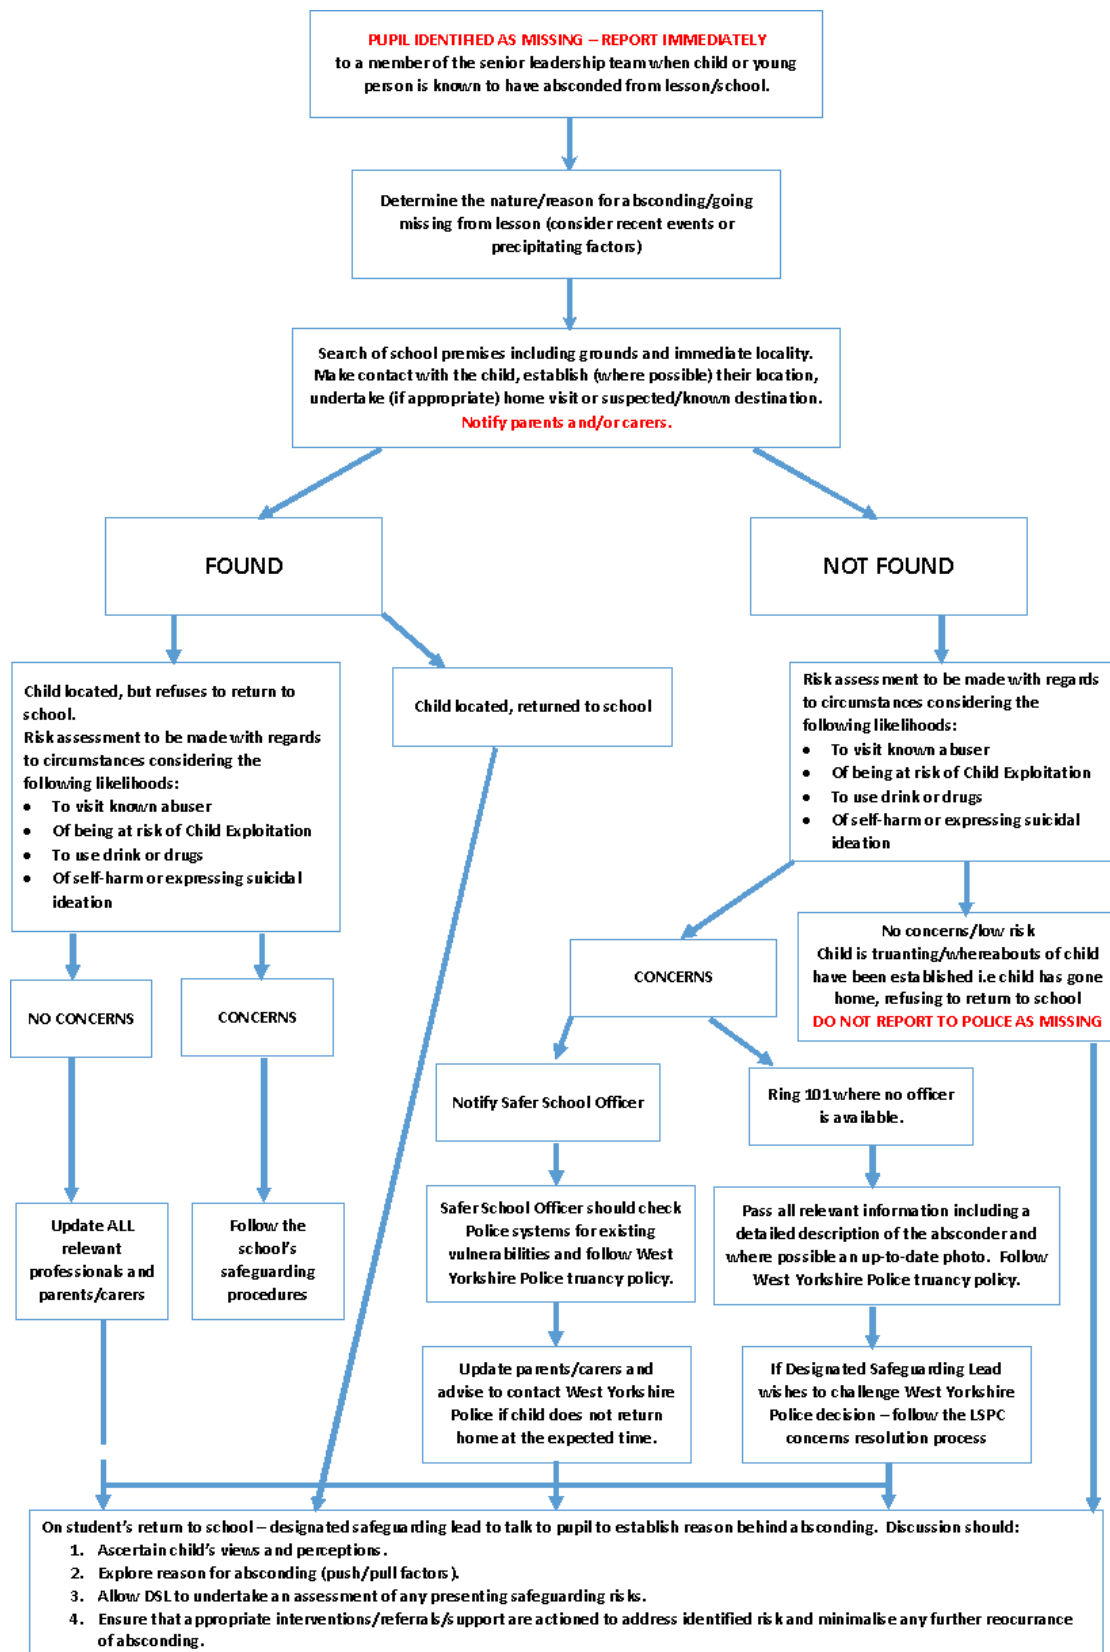 PUPIL IDENTIFIED AS MISSING – REPORT IMMEDIATELY
to a member of the senior leadership team when child or young
person is known to have absconded from lesson/school.
Determine the nature/reason for absconding/going
missing from lesson (consider recent events or
precipitating factors)
Search of school premises including grounds and immediate locality.
Make contact with the child, establish (where possible) their location,
undertake (if appropriate) home visit or suspected/known destination.
Notify parents and/or carers.
FOUND
NOT FOUND
Child located, but refuses to return to
school.
Risk assessment to be made with regards
to circumstances considering the
following likelihoods:
• To visit known abuser
• Of being at risk of Child Exploitation
• To use drink or drugs
• Of self-harm or expressing suicidal
ideation
Child located, returned to school
Risk assessment to be made with regards
to circumstances considering the
following likelihoods:
• To visit known abuser
• Of being at risk of Child Exploitation
• To use drink or drugs
• Of self-harm or expressing suicidal
ideation
NO CONCERNS
CONCERNS
CONCERNS
No concerns/low risk
Child is truanting/whereabouts of child
have been established i.e child has gone
home, refusing to return to school
DO NOT REPORT TO POLICE AS MISSING
Notify Safer School Officer
Ring 101 where no officer
is available.
Update ALL
relevant
professionals and
parents/carers
Follow the
school's
safeguarding
procedures
Safer School Officer should check
Police systems for existing
vulnerabilities and follow West
Yorkshire Police truancy policy.
Pass all relevant information including a
detailed description of the absconder and
where possible an up-to-date photo.  Follow
West Yorkshire Police truancy policy.
Update parents/carers and
advise to contact West Yorkshire
Police if child does not return
home at the expected time.
If Designated Safeguarding Lead
wishes to challenge West Yorkshire
Police decision – follow the LSPC
concerns resolution process
On student's return to school – designated safeguarding lead to talk to pupil to establish reason behind absconding.  Discussion should:
1. Ascertain child's views and perceptions.
2. Explore reason for absconding (push/pull factors).
3. Allow DSL to undertake an assessment of any presenting safeguarding risks.
4. Ensure that appropriate interventions/referrals/support are actioned to address identified risk and minimalise any further reocurrance
of absconding.